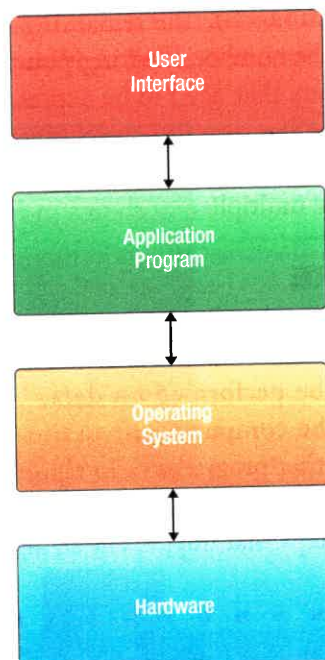 User
Interface
Application
Program
Operating
System
Hardware